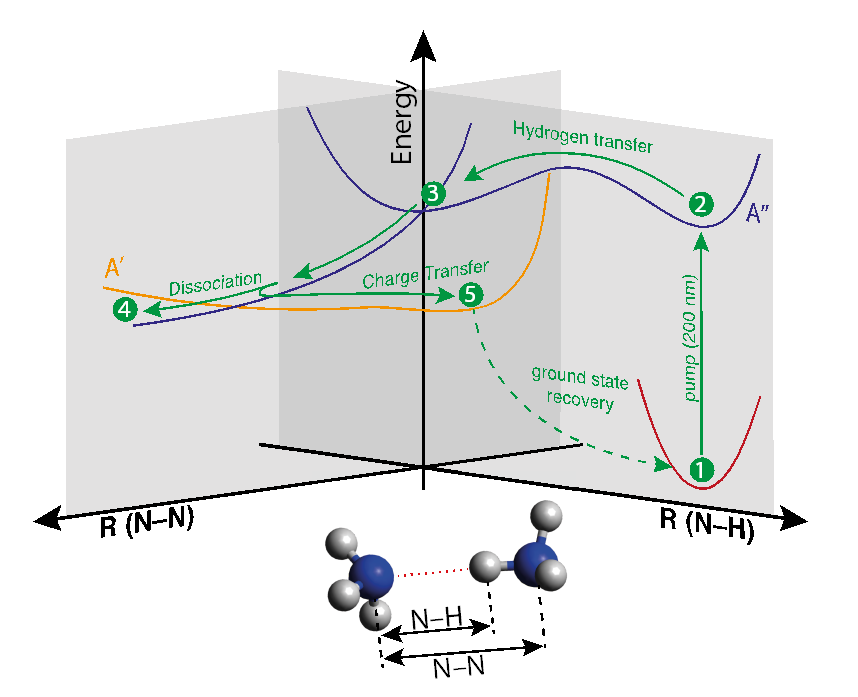 Energy
Hydrogen transfer
3
2
A″
A′
Dissociation
Charge Transfer
4
5
pump (200 nm)
ground state
recovery
1
R (N–N)
R (N–H)
N–H
N–N